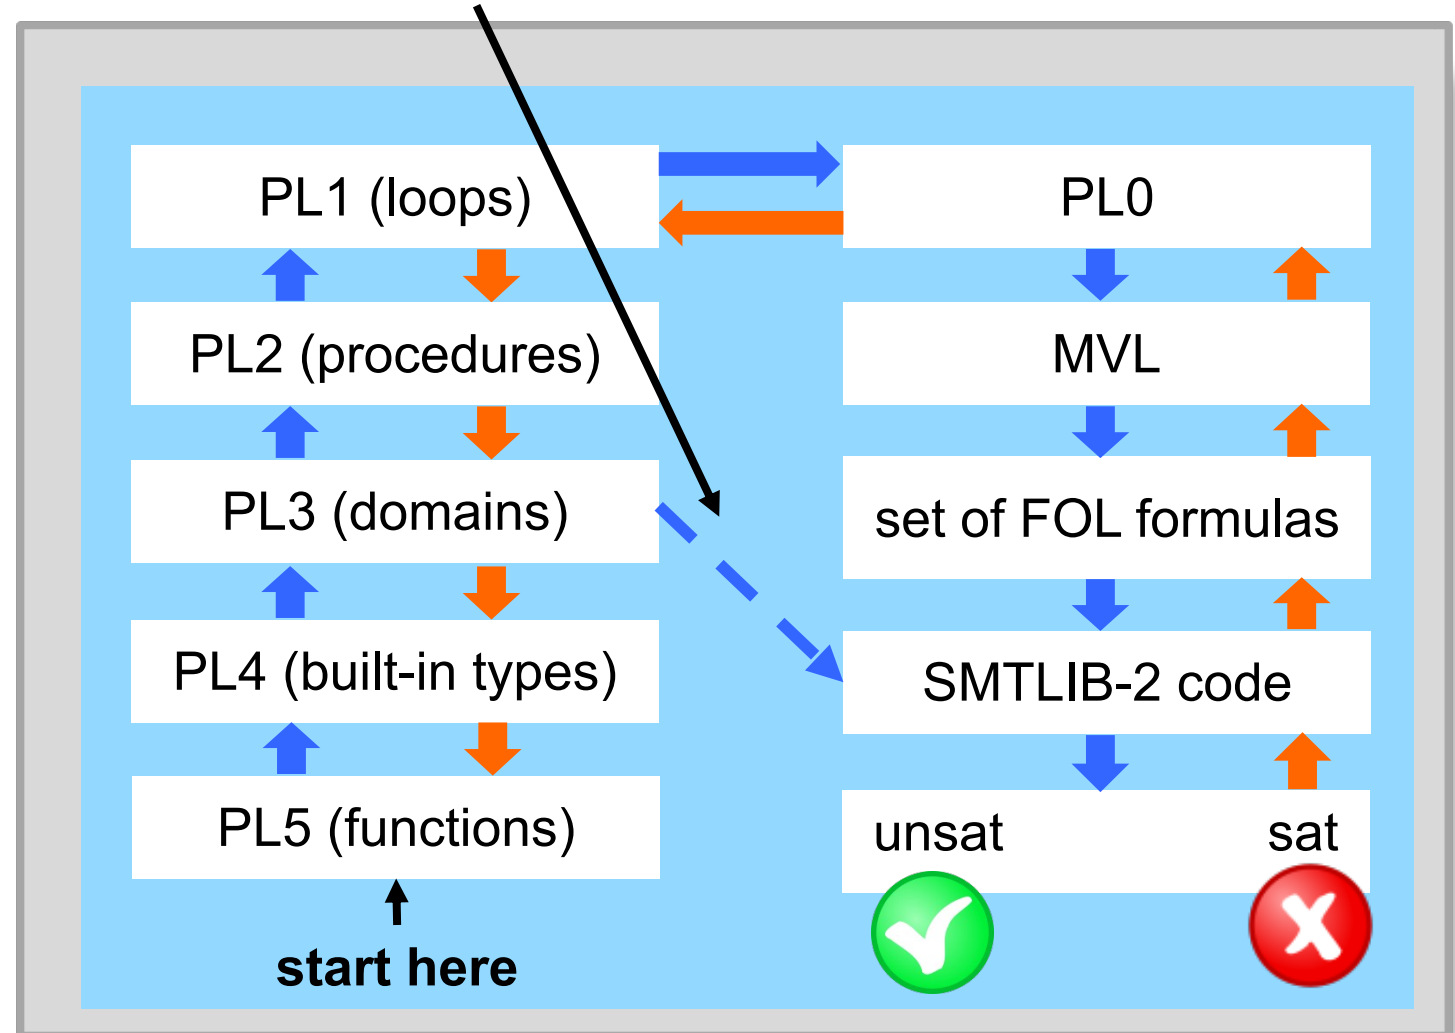 PL1 (loops)
PL0
PL2 (procedures)
MVL
PL3 (domains)
set of FOL formulas
PL4 (built-in types)
SMTLIB-2 code
PL5 (functions)
unsat
sat
start here